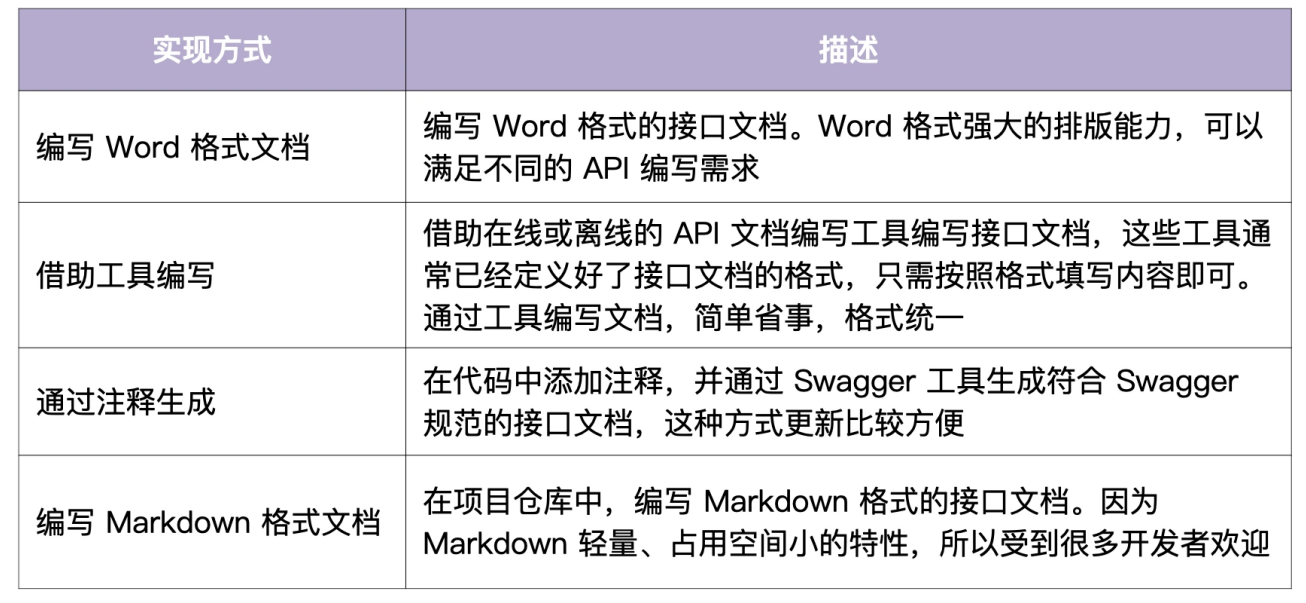 实现方式
描述
编写 Word 格式文档
编写 Word 格式的接口文档。Word 格式强大的排版能力，可以
满足不同的 API 编写需求
借助工具编写
借助在线或离线的 API 文档编写工具编写接口文档，这些工具通
常已经定义好了接口文档的格式，只需按照格式填写内容即可。
通过工具编写文档，简单省事，格式统一
通过注释生成
在代码中添加注释，并通过 Swagger 工具生成符合 Swagger
规范的接口文档，这种方式更新比较方便
编写 Markdown 格式文档
在项目仓库中，编写 Markdown 格式的接口文档。因为
Markdown 轻量、占用空间小的特性，所以受到很多开发者欢迎